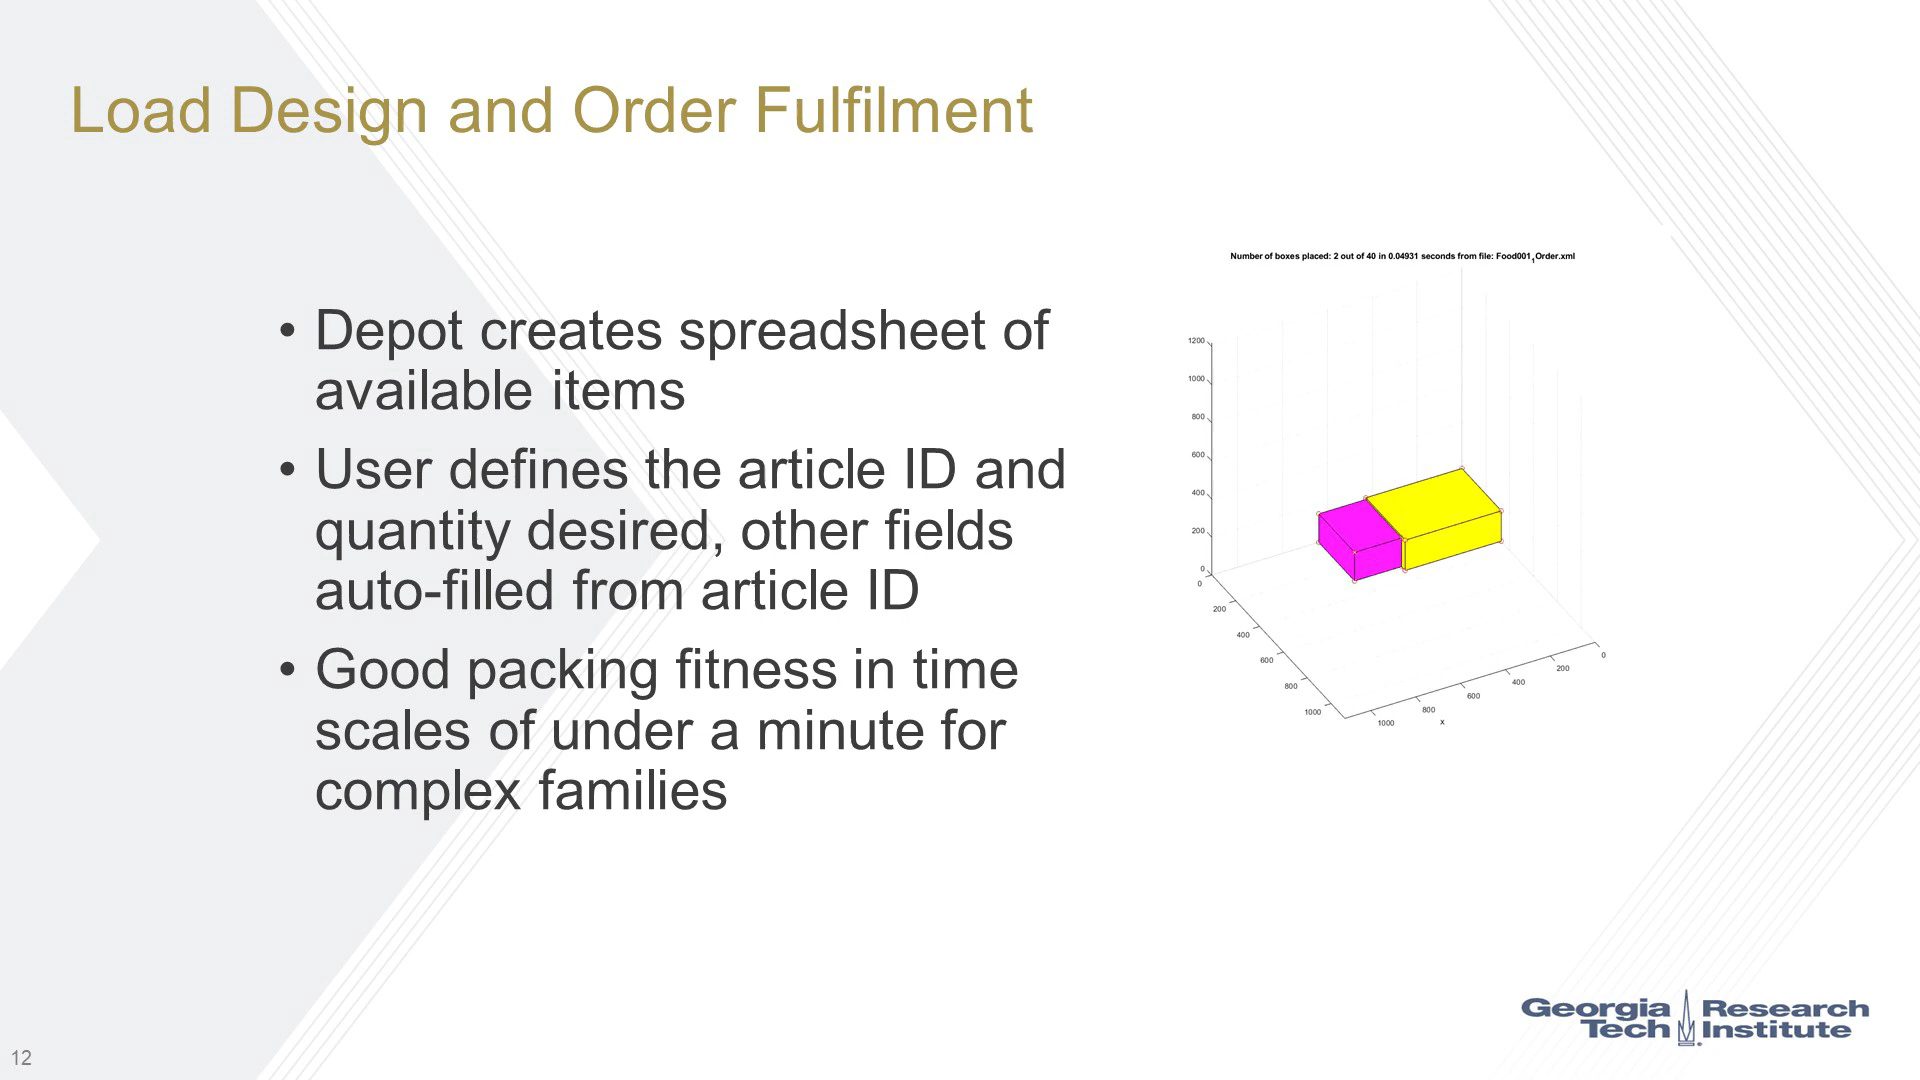 Load Design and Order Fulfilment
Number of boxes placed: 2 out of 40 in 0.04931 seconds from file: Food001₁Order.xml
• Depot creates spreadsheet of
available items
• User defines the article ID and
quantity desired, other fields
auto-filled from article ID
• Good packing fitness in time
scales of under a minute for
complex families
1200
1000
800
600
400
200
0
0
200
400
600
800
1000
1000
800
600
400
200
0
x
Georgia Tech
Research Institute
12